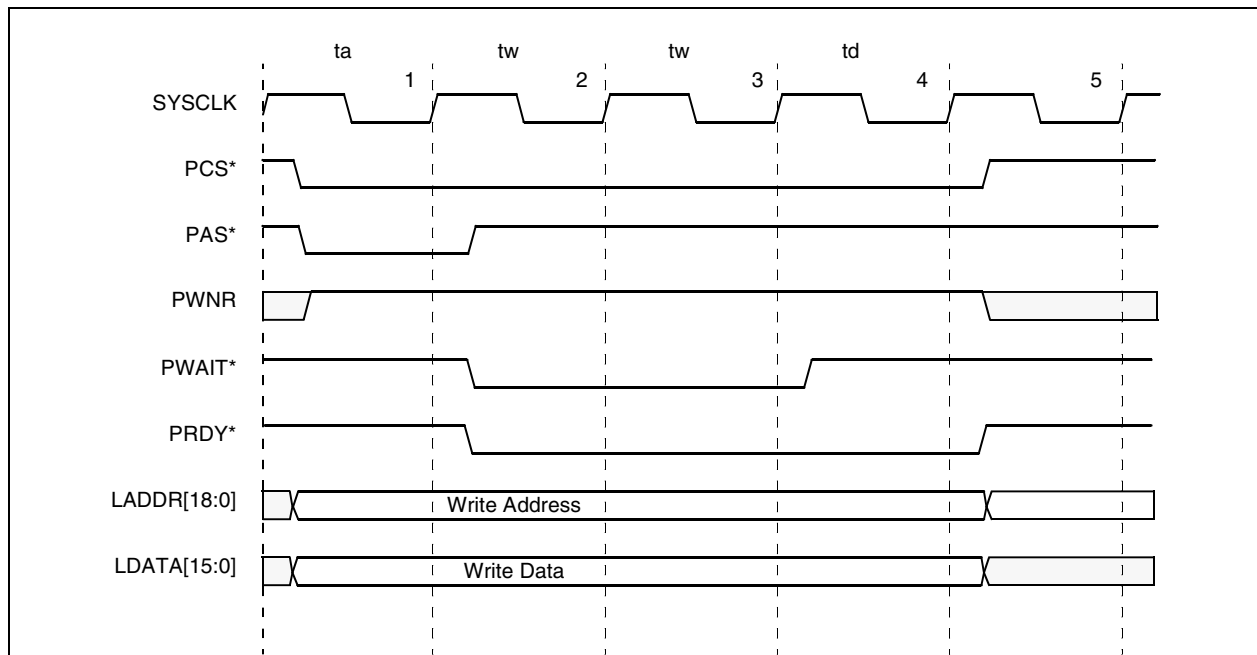 ta tw tw td
1 2 3 4 5
SYSCLK
PCS*
PAS*
PWNR
PWAIT*
PRDY*
LADDR[18:0] Write Address
LDATA[15:0] Write Data